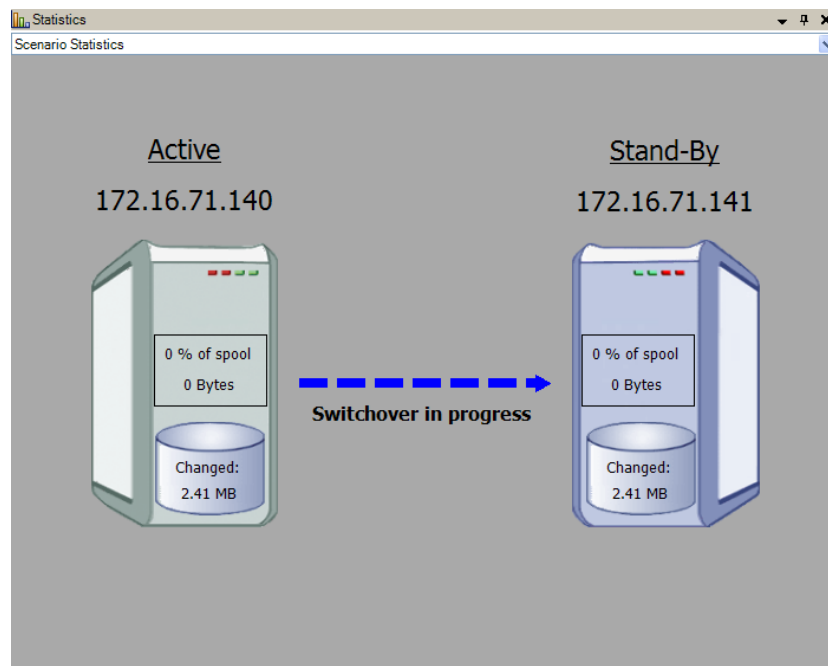 Statistics
Scenario Statistics
Active
Stand-By
172.16.71.140
172.16.71.141
0 % of spool
0 Bytes
0 % of spool
0 Bytes
Switchover in progress
Changed:
2.41 MB
Changed:
2.41 MB